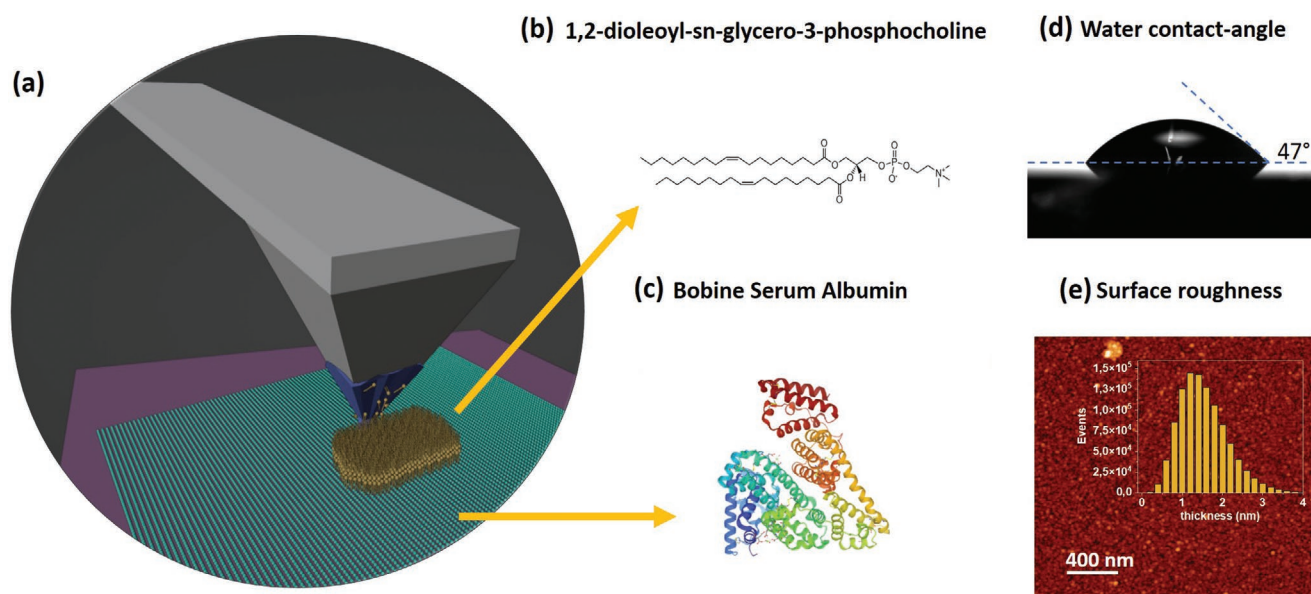 (a)
(b) 1,2-dioleoyl-sn-glycero-3-phosphocholine
O
O
O
H
O
O
P
O⁻
O
N⁺
(c) Bobine Serum Albumin
(d) Water contact-angle
47°
(e) Surface roughness
1,5×10⁵
1,3×10⁵
1,0×10⁵
7,5×10⁴
5,0×10⁴
2,5×10⁴
0,0
Events
0 1 2 3 4
thickness (nm)
400 nm